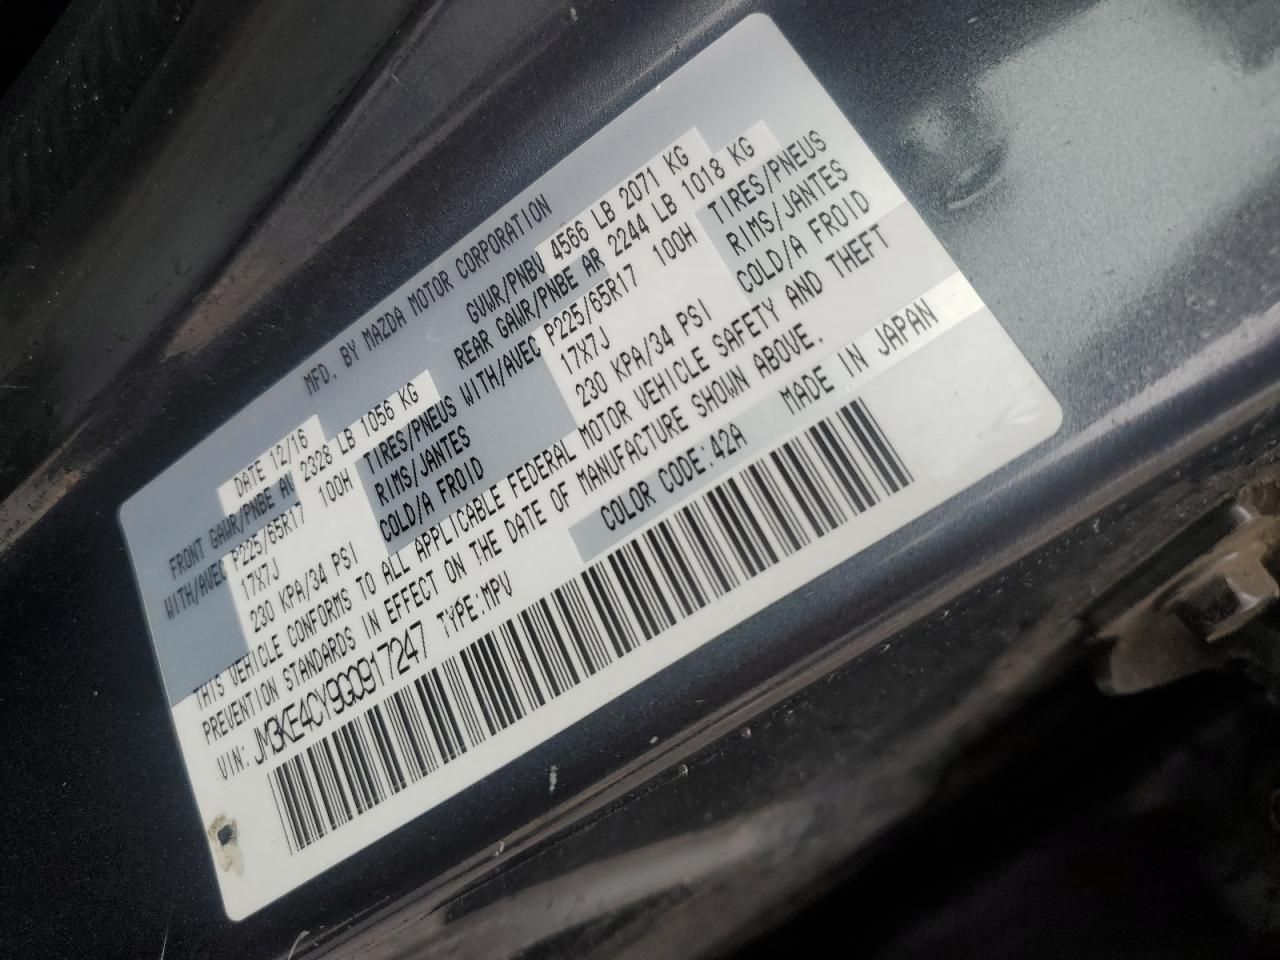 MFD. BY MAZDA MOTOR CORPORATION
DATE 12/16 GVWR/PNBV 4566 LB 2071 KG
FRONT GAWR/PNBE AV 2328 LB 1056 KG REAR GAWR/PNBE AR 2244 LB 1018 KG
WITH/AVEC P225/65R17 100H TIRES/PNEUS WITH/AVEC P225/65R17 100H TIRES/PNEUS
17X7J RIMS/JANTES 17X7J RIMS/JANTES
230 KPA/34 PSI COLD/A FROID 230 KPA/34 PSI COLD/A FROID
THIS VEHICLE CONFORMS TO ALL APPLICABLE FEDERAL MOTOR VEHICLE SAFETY AND THEFT
PREVENTION STANDARDS IN EFFECT ON THE DATE OF MANUFACTURE SHOWN ABOVE.
VIN: JM3KE4CY9G0917247 TYPE:MPV COLOR CODE:42A MADE IN JAPAN